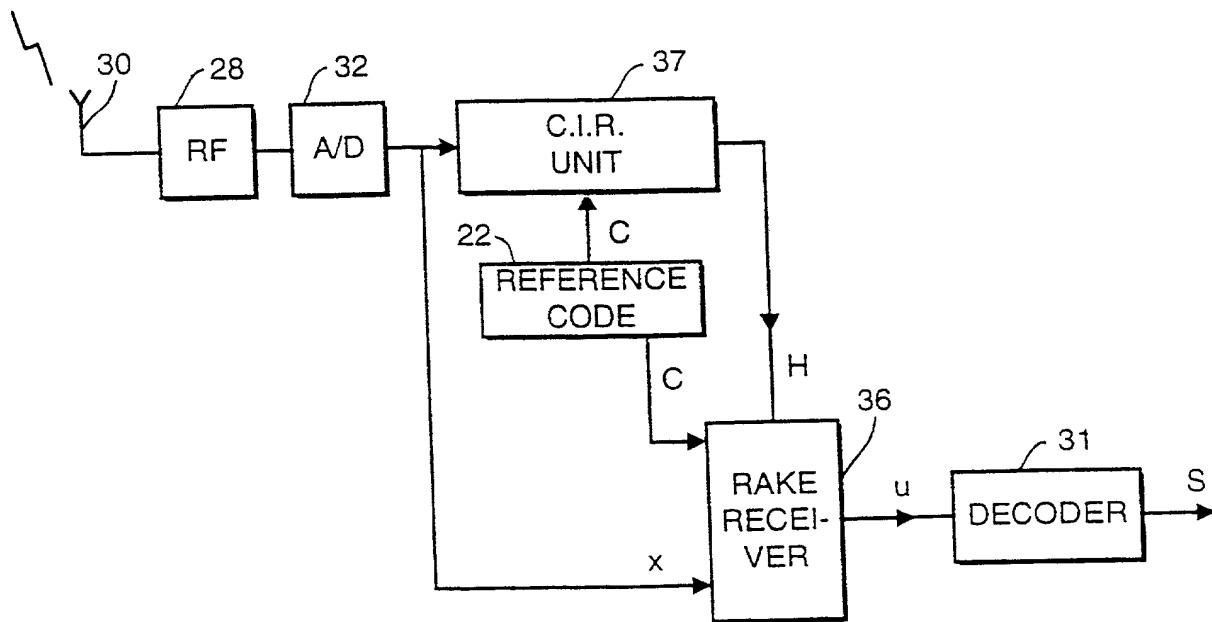 30
28
32
37
RF
A/D
C.I.R.
UNIT
C
22
REFERENCE
CODE
C
H
36
RAKE
RECEI-
VER
u
31
DECODER
S
x